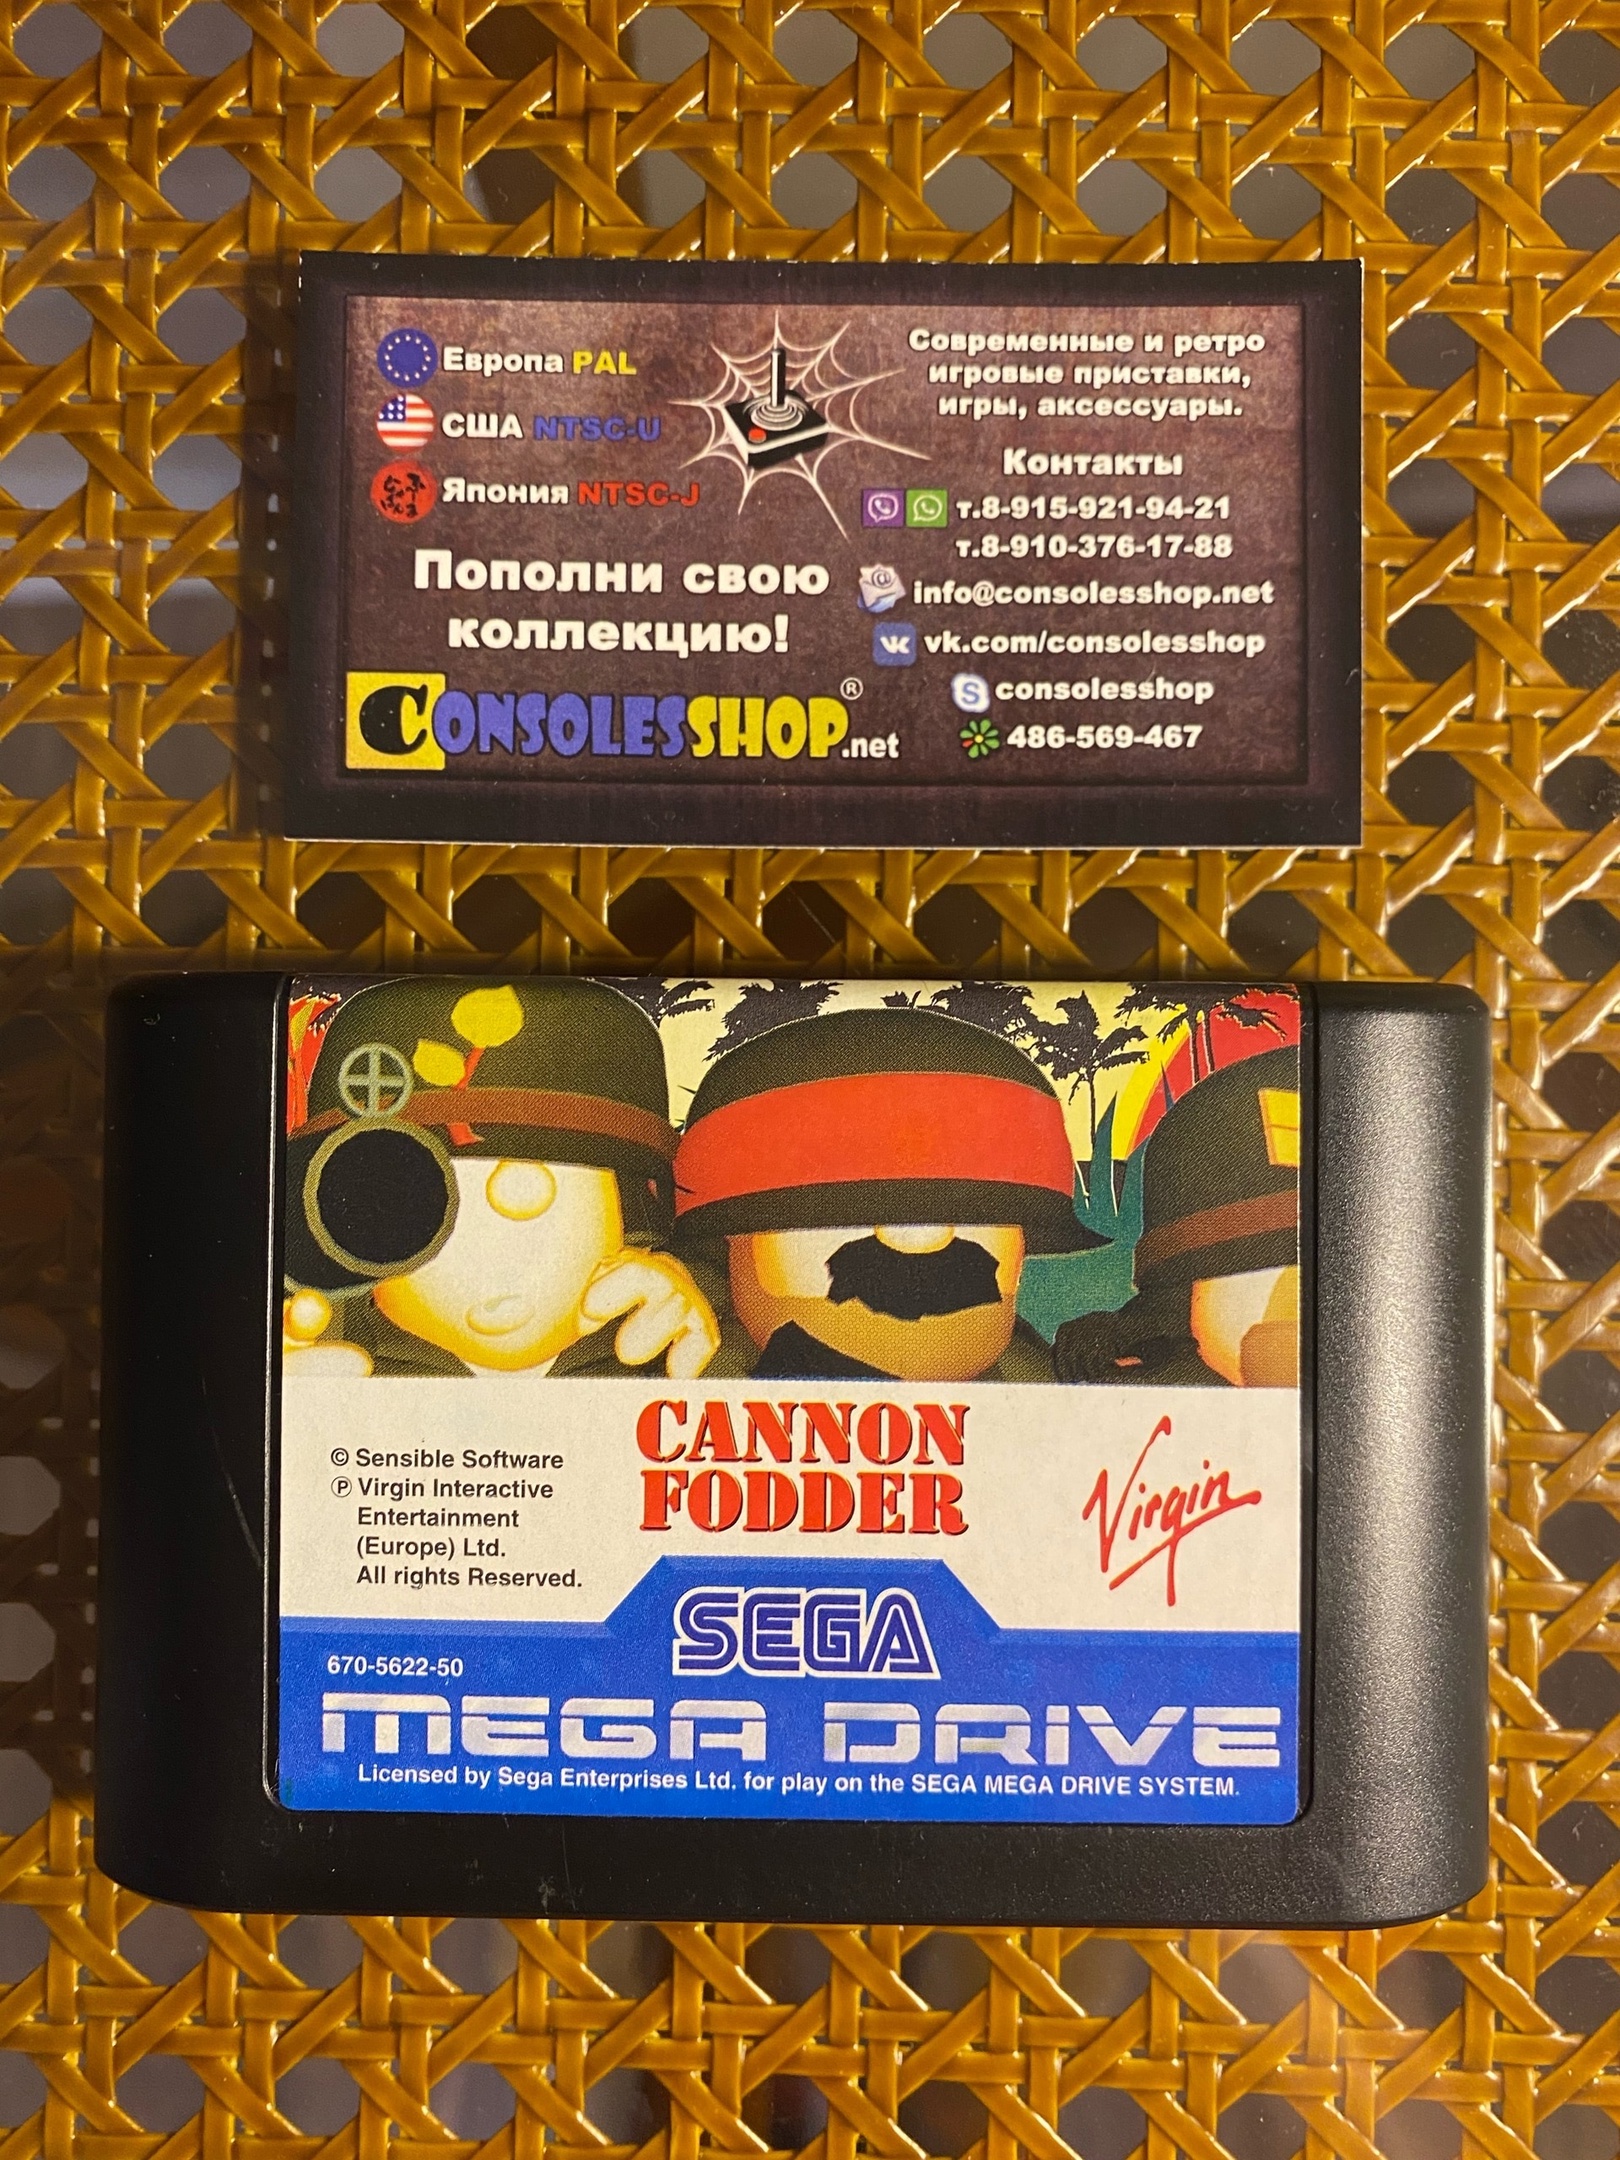 Европа PAL
США NTSC-U
Япония NTSC-J
Пополни свою
коллекцию!
CONSOLESSHOP®.net
Современные и ретро
игровые приставки,
игры, аксессуары.
Контакты
т.8-915-921-94-21
т.8-910-376-17-88
info@consolesshop.net
vk.com/consolesshop
consolesshop
486-569-467
© Sensible Software
℗ Virgin Interactive
Entertainment
(Europe) Ltd.
All rights Reserved.
CANNON
FODDER
Virgin
SEGA
670-5622-50
MEGA DRIVE
Licensed by Sega Enterprises Ltd. for play on the SEGA MEGA DRIVE SYSTEM.